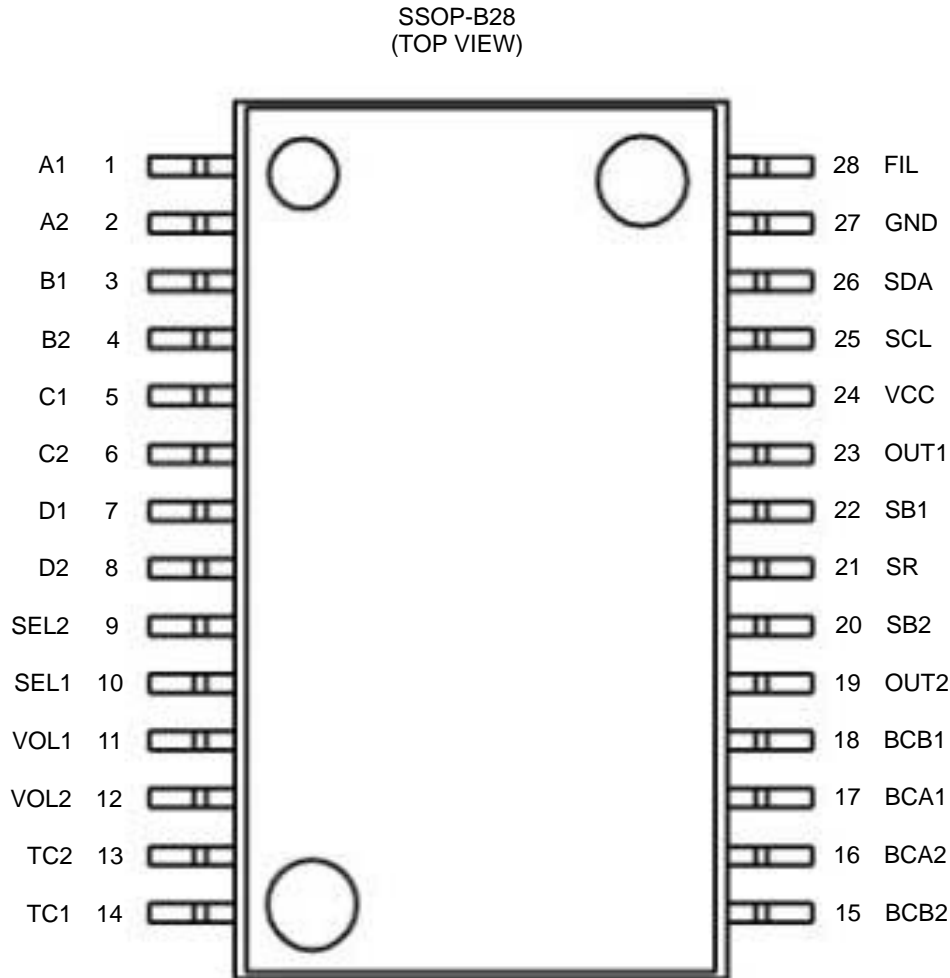 SSOP-B28
(TOP VIEW)
A1 1 28 FIL
A2 2 27 GND
B1 3 26 SDA
B2 4 25 SCL
C1 5 24 VCC
C2 6 23 OUT1
D1 7 22 SB1
D2 8 21 SR
SEL2 9 20 SB2
SEL1 10 19 OUT2
VOL1 11 18 BCB1
VOL2 12 17 BCA1
TC2 13 16 BCA2
TC1 14 15 BCB2